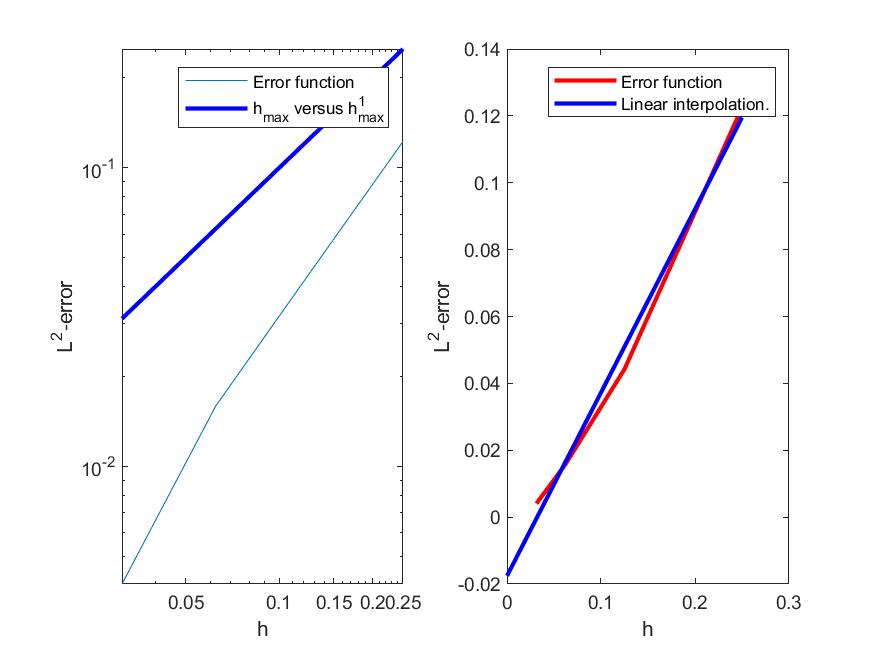 Error function
h_max versus h^1_max
10^-1
10^-2
L^2-error
0.05
0.1
0.15
0.20
0.25
h
Error function
Linear interpolation.
0.14
0.12
0.1
0.08
0.06
0.04
0.02
0
-0.02
L^2-error
0
0.1
0.2
0.3
h